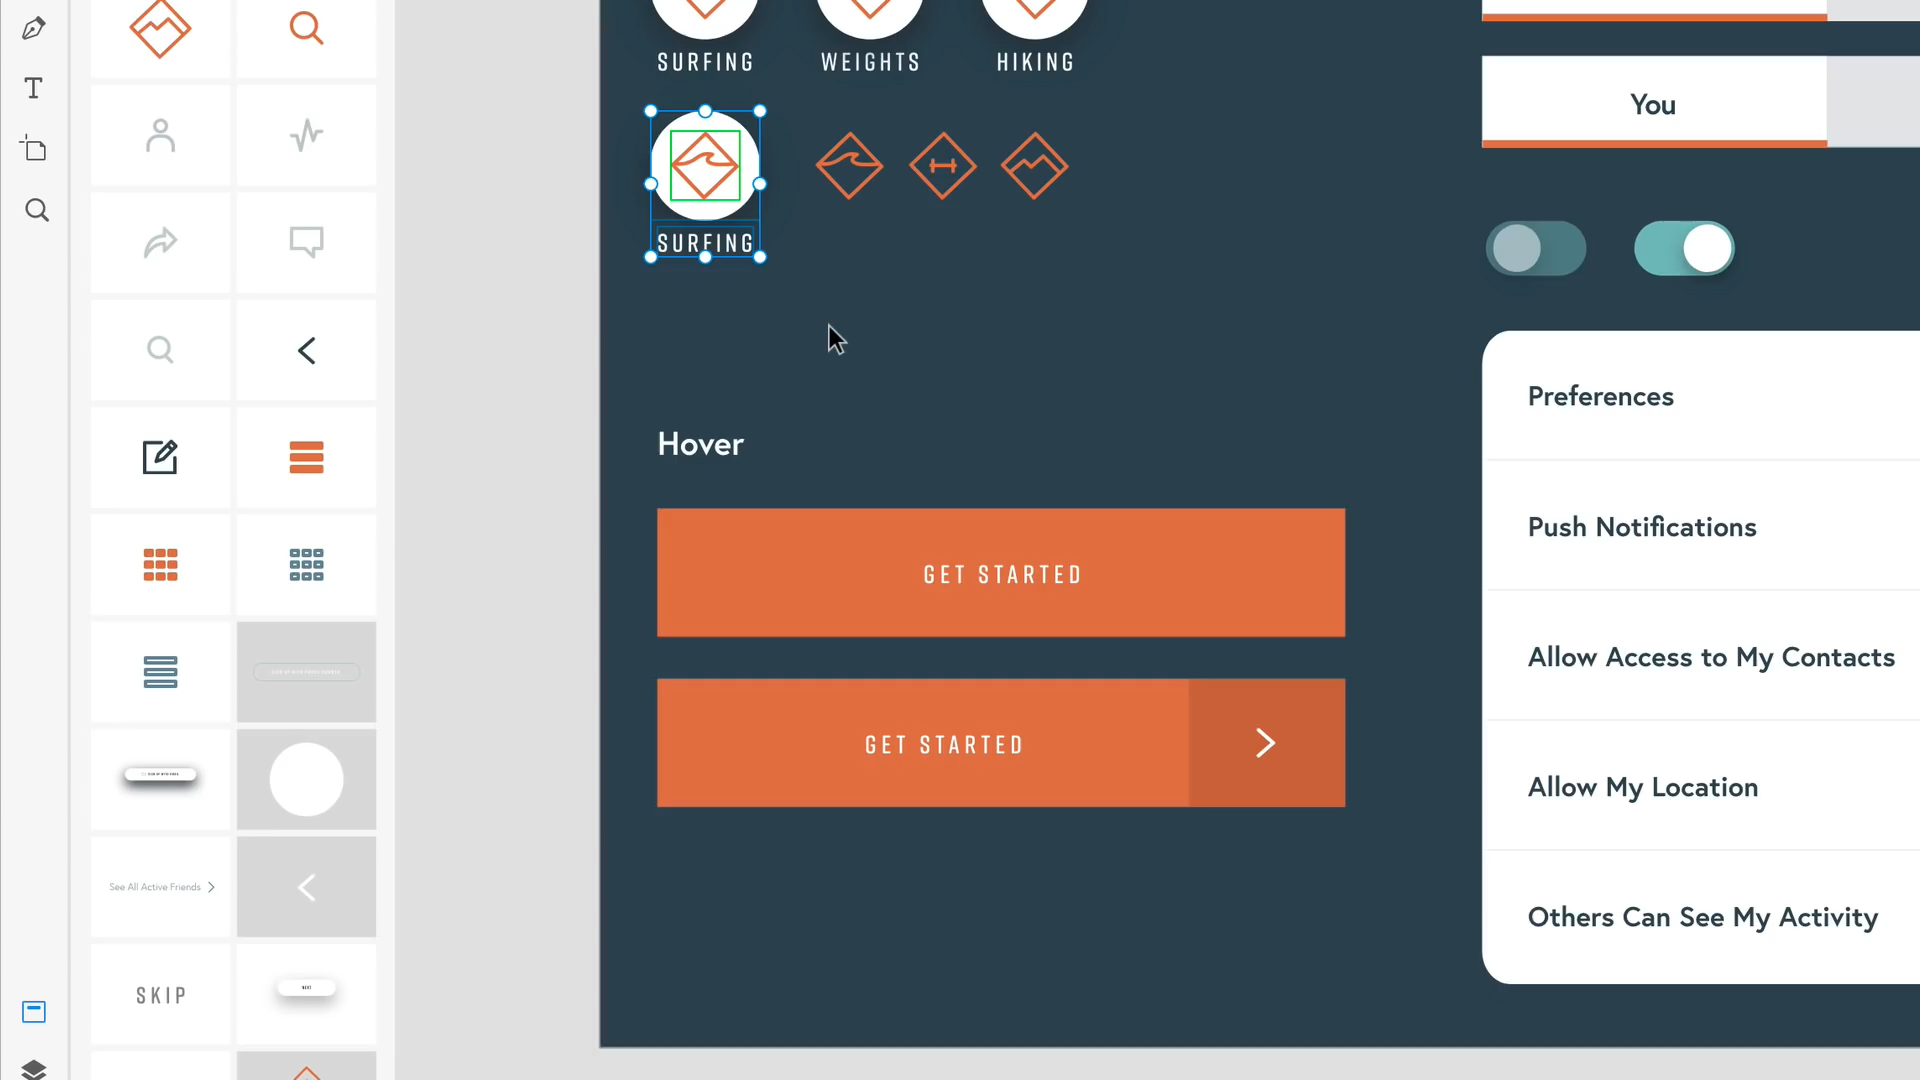 SURFING
WEIGHTS
HIKING
You
SURFING
Preferences
Hover
Push Notifications
GET STARTED
Allow Access to My Contacts
GET STARTED
Allow My Location
See All Active Friends
Others Can See My Activity
SKIP
NEXT